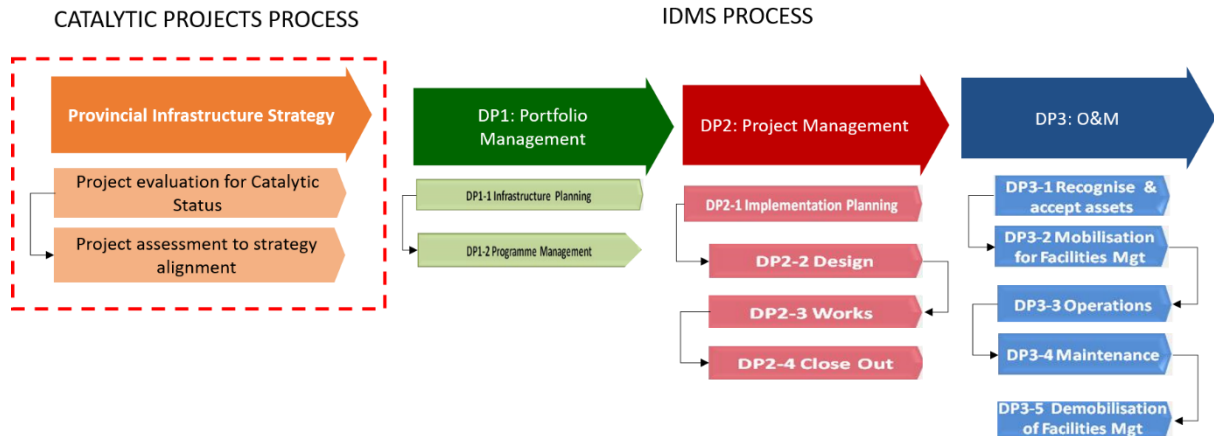 CATALYTIC PROJECTS PROCESS
IDMS PROCESS
Provincial Infrastructure Strategy
Project evaluation for Catalytic
Status
Project assessment to strategy
alignment
DP1: Portfolio
Management
DP1-1 Infrastructure Planning
DP1-2 Programme Management
DP2: Project Management
DP2-1 Implementation Planning
DP2-2 Design
DP2-3 Works
DP2-4 Close Out
DP3: O&M
DP3-1 Recognise &
accept assets
DP3-2 Mobilisation
for Facilities Mgt
DP3-3 Operations
DP3-4 Maintenance
DP3-5 Demobilisation
of Facilities Mgt